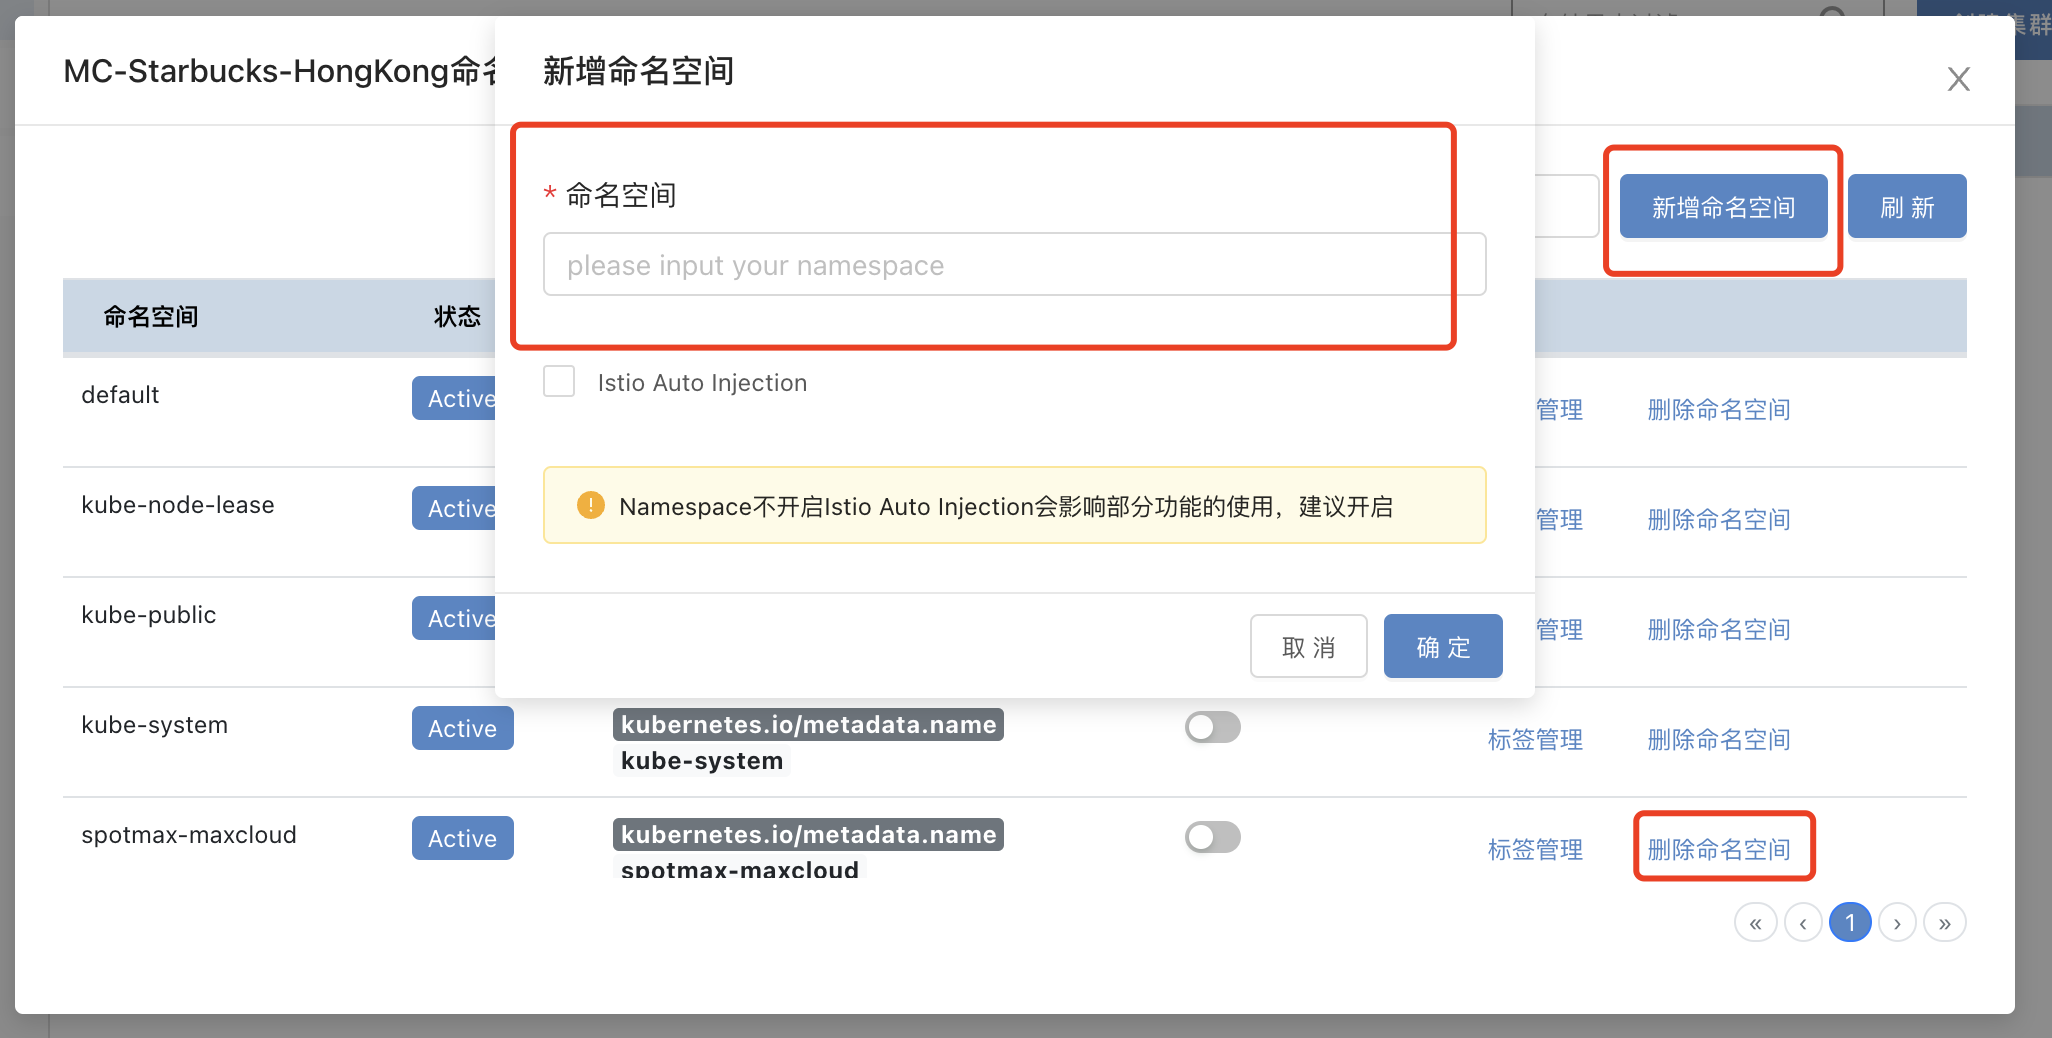 创建集群
MC-Starbucks-HongKong命名
新增命名空间
* 命名空间
please input your namespace
新增命名空间
刷 新
命名空间
状态
Istio Auto Injection
default
Active
管理
删除命名空间
Namespace不开启Istio Auto Injection会影响部分功能的使用，建议开启
kube-node-lease
Active
管理
删除命名空间
kube-public
Active
管理
删除命名空间
取 消
确 定
kube-system
Active
kubernetes.io/metadata.name
kube-system
标签管理
删除命名空间
spotmax-maxcloud
Active
kubernetes.io/metadata.name
spotmax-maxcloud
标签管理
删除命名空间
« ‹ 1 › »